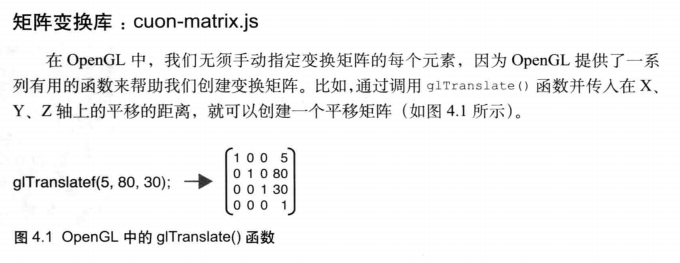 矩阵变换库：cuon-matrix.js
在 OpenGL 中，我们无须手动指定变换矩阵的每个元素，因为 OpenGL 提供了一系
列有用的函数来帮助我们创建变换矩阵。比如，通过调用 glTranslate() 函数并传入在 X、
Y、Z 轴上的平移的距离，就可以创建一个平移矩阵（如图 4.1 所示）。
glTranslatef(5, 80, 30);
1 0 0 5
0 1 0 80
0 0 1 30
0 0 0 1
图 4.1 OpenGL 中的 glTranslate() 函数